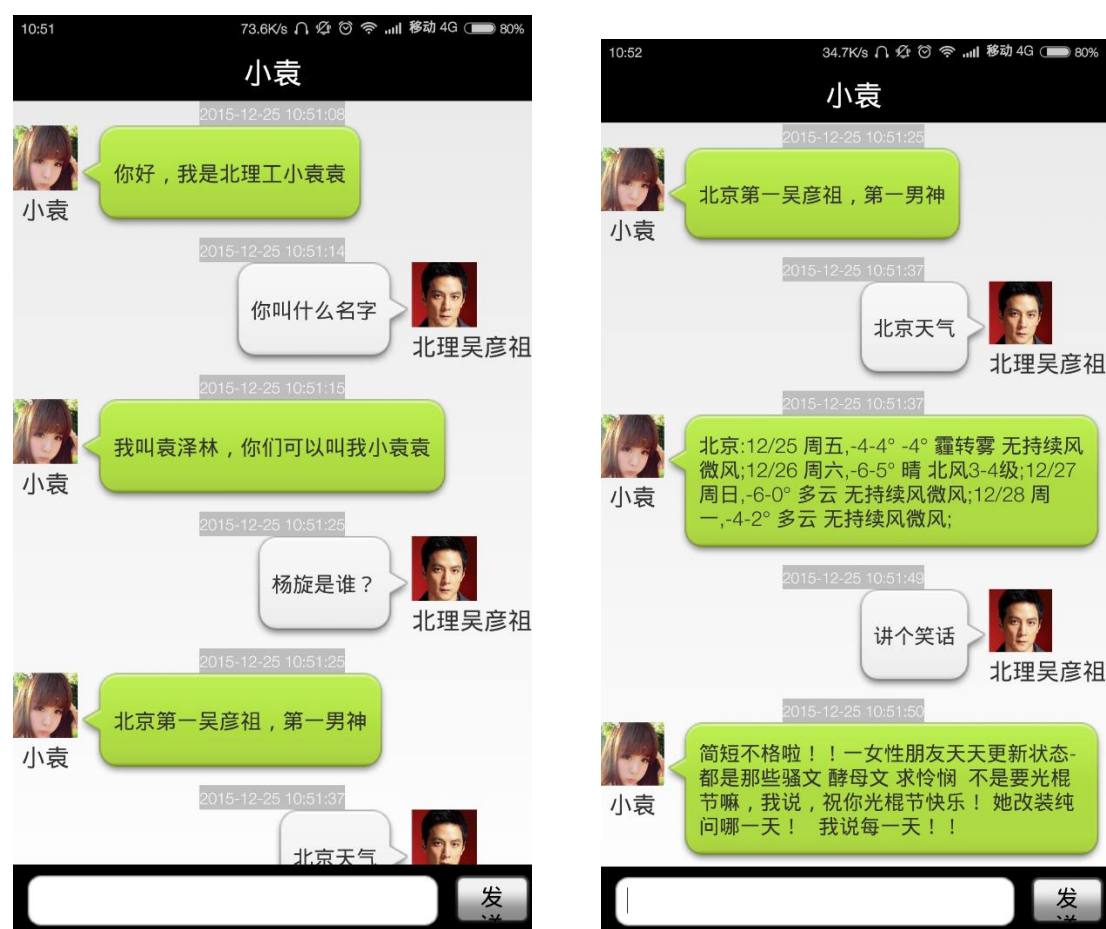 10:51
73.6K/s
移动 4G
80%
小袁
2015-12-25 10:51:08
你好，我是北理工小袁袁
小袁
2015-12-25 10:51:14
你叫什么名字
北理吴彦祖
2015-12-25 10:51:15
我叫袁泽林，你们可以叫我小袁袁
小袁
2015-12-25 10:51:25
杨旋是谁？
北理吴彦祖
2015-12-25 10:51:25
北京第一吴彦祖，第一男神
小袁
2015-12-25 10:51:37
北京天气
发送
10:52
34.7K/s
移动 4G
80%
小袁
2015-12-25 10:51:25
北京第一吴彦祖，第一男神
小袁
2015-12-25 10:51:37
北京天气
北理吴彦祖
2015-12-25 10:51:37
北京:12/25 周五,-4-4° -4° 霾转雾 无持续风
微风;12/26 周六,-6-5° 晴 北风3-4级;12/27
周日,-6-0° 多云 无持续风微风;12/28 周
一,-4-2° 多云 无持续风微风;
小袁
2015-12-25 10:51:49
讲个笑话
北理吴彦祖
2015-12-25 10:51:50
简短不格啦！！一女性朋友天天更新状态-
都是那些骚文 酵母文 求怜悯 不是要光棍
节嘛，我说，祝你光棍节快乐！ 她改装纯
问哪一天！ 我说每一天！！
小袁
发送